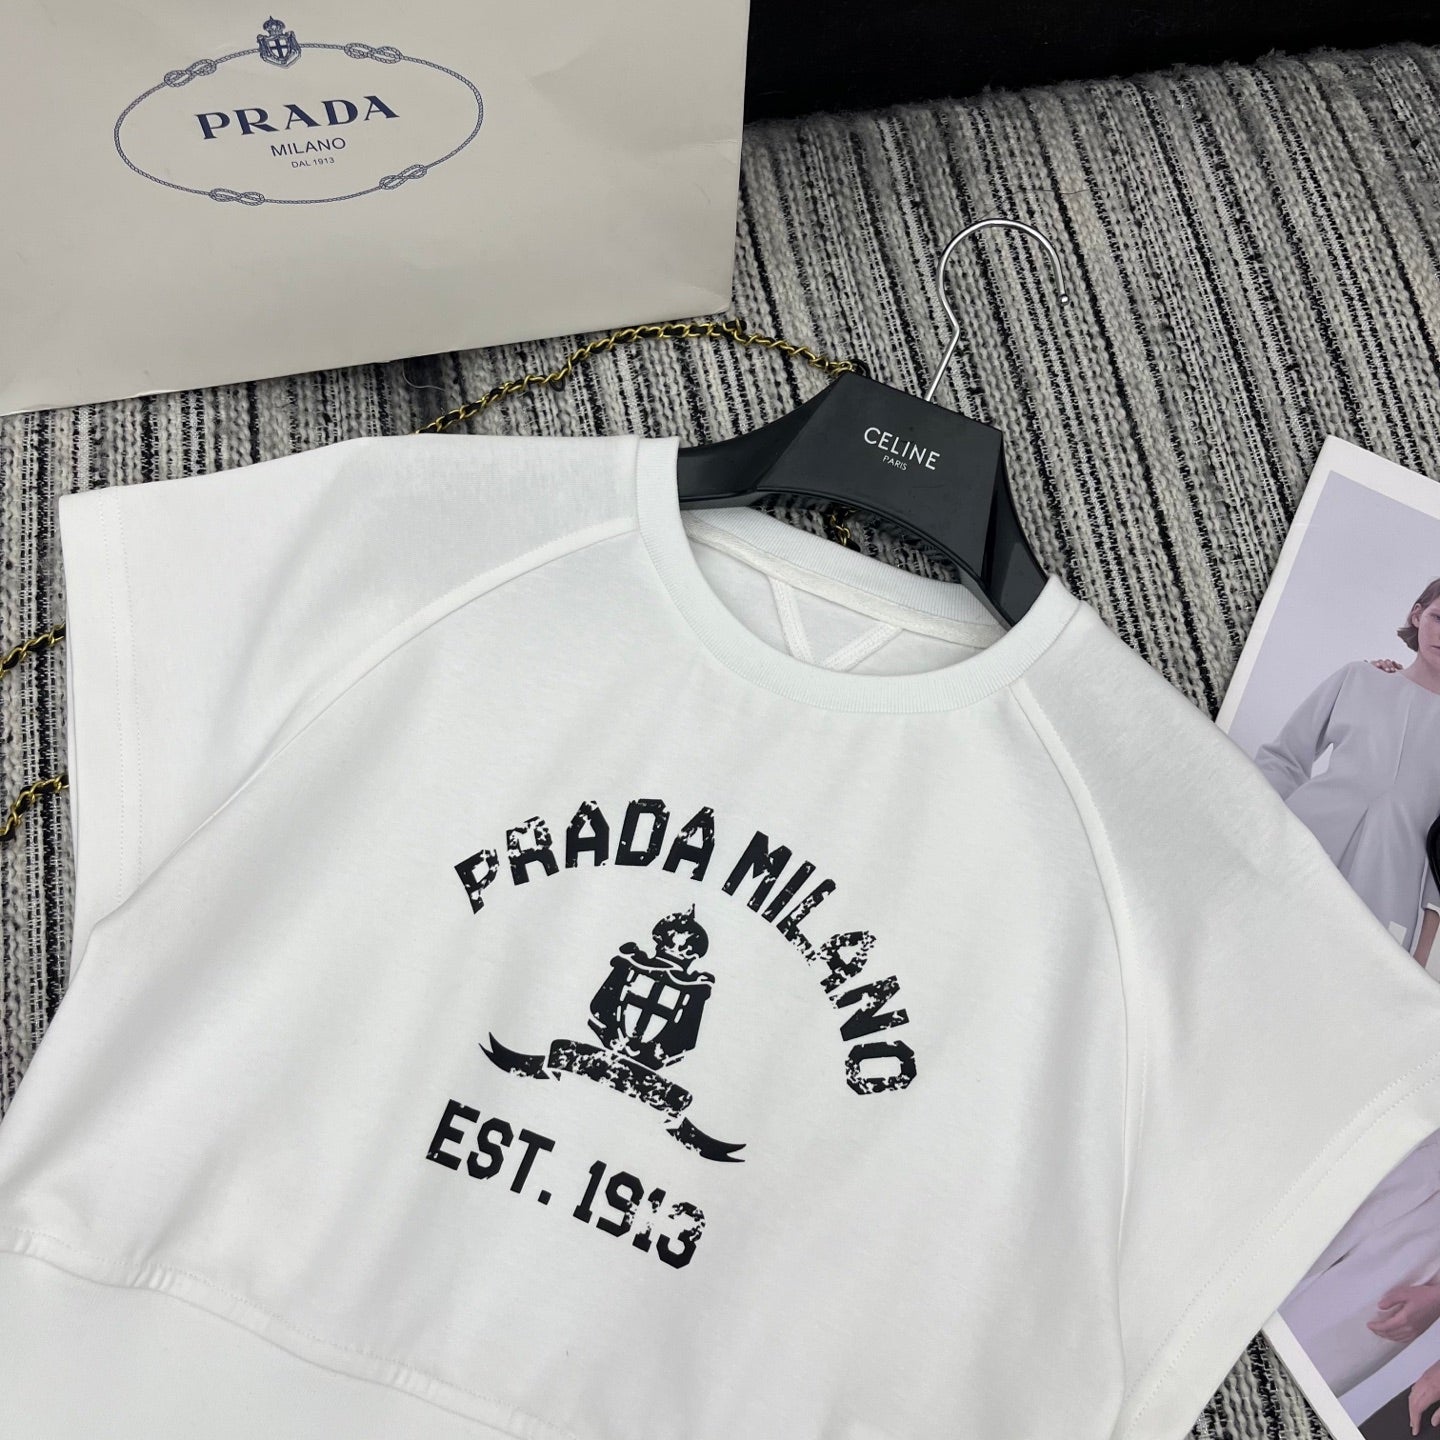 PRADA
MILANO
DAL 1913
CELINE
PARIS
PRADA MILANO
EST. 1913